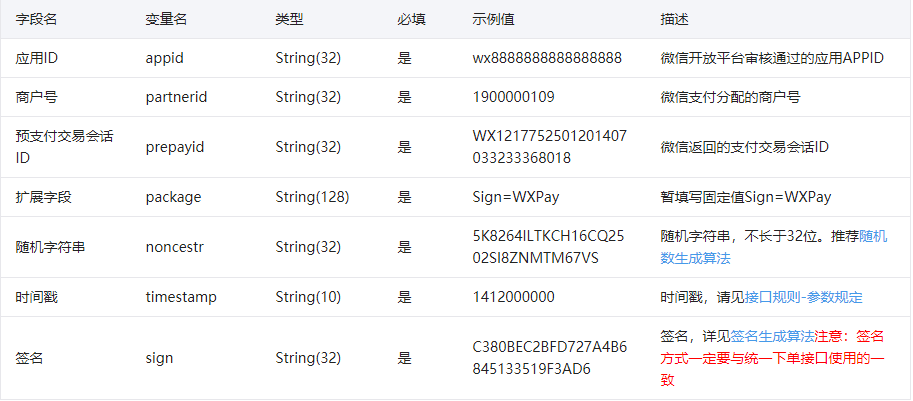 字段名 变量名 类型 必填 示例值 描述
应用ID appid String(32) 是 wx8888888888888888 微信开放平台审核通过的应用APPID
商户号 partnerid String(32) 是 1900000109 微信支付分配的商户号
预支付交易会话
ID prepayid String(32) 是 WX1217752501201407
033233368018 微信返回的支付交易会话ID
扩展字段 package String(128) 是 Sign=WXPay 暂填写固定值Sign=WXPay
随机字符串 noncestr String(32) 是 5K8264ILTKCH16CQ25
02SI8ZNMTM67VS 随机字符串，不长于32位。推荐随机
数生成算法
时间戳 timestamp String(10) 是 1412000000 时间戳，请见接口规则-参数规定
签名 sign String(32) 是 C380BEC2BFD727A4B6
845133519F3AD6 签名，详见签名生成算法注意：签名
方式一定要与统一下单接口使用的一
致